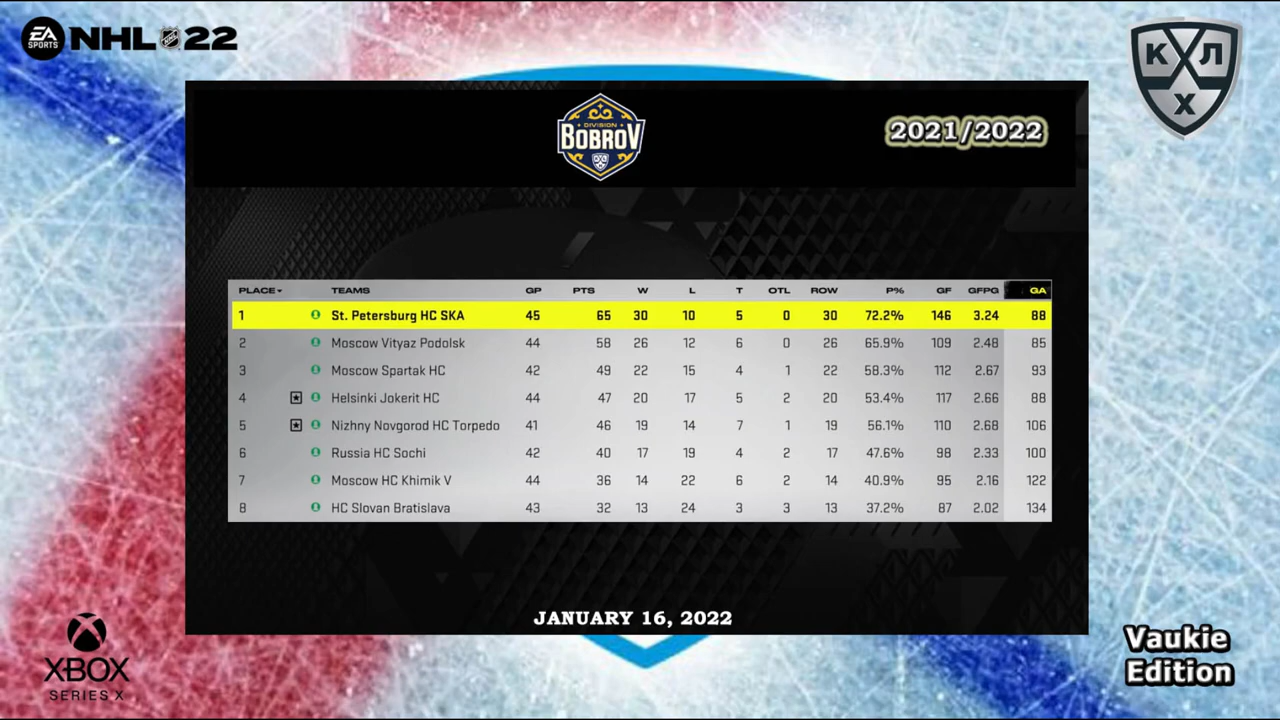 EA SPORTS NHL 22
КХЛ
DIVISION
BOBROV
2021/2022
PLACE TEAMS GP PTS W L T OTL ROW P% GF GFPG GA
1 St. Petersburg HC SKA 45 65 30 10 5 0 30 72.2% 146 3.24 88
2 Moscow Vityaz Podolsk 44 58 26 12 6 0 26 65.9% 109 2.48 85
3 Moscow Spartak HC 42 49 22 15 4 1 22 58.3% 112 2.67 93
4 Helsinki Jokerit HC 44 47 20 17 5 2 20 53.4% 117 2.66 88
5 Nizhny Novgorod HC Torpedo 41 46 19 14 7 1 19 56.1% 110 2.68 106
6 Russia HC Sochi 42 40 17 19 4 2 17 47.6% 98 2.33 100
7 Moscow HC Khimik V 44 36 14 22 6 2 14 40.9% 95 2.16 122
8 HC Slovan Bratislava 43 32 13 24 3 3 13 37.2% 87 2.02 134
JANUARY 16, 2022
XBOX
SERIES X
Vaukie
Edition